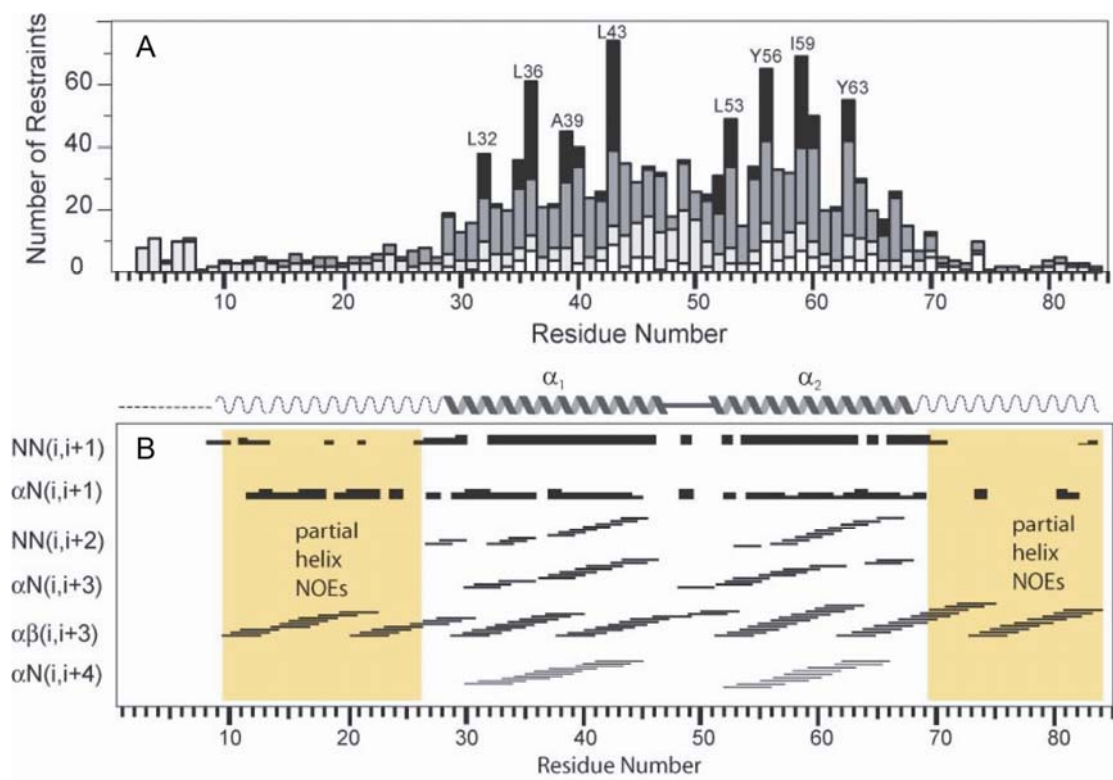 A
Number of Restraints
60
40
20
0
L32
L36
A39
L43
L53
Y56
I59
Y63
10 20 30 40 50 60 70 80
Residue Number
α1
α2
B
NN(i,i+1)
αN(i,i+1)
NN(i,i+2)
αN(i,i+3)
αβ(i,i+3)
αN(i,i+4)
partial
helix
NOEs
partial
helix
NOEs
10 20 30 40 50 60 70 80
Residue Number